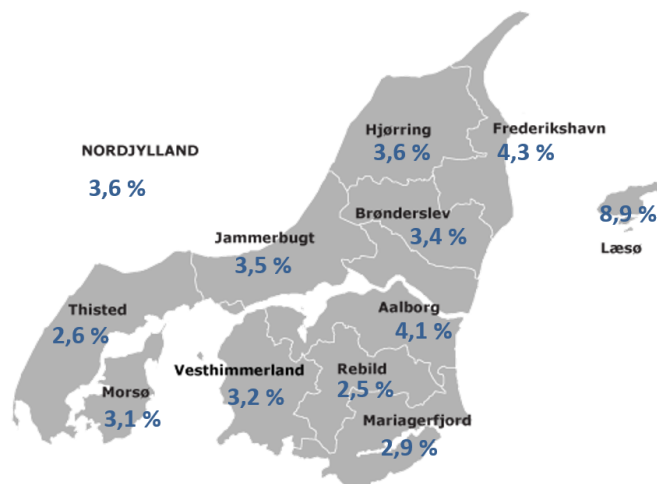 Hjørring
3,6 %
Frederikshavn
4,3 %
NORDJYLLAND
3,6 %
Brønderslev
3,4 %
8,9 %
Læsø
Jammerbugt
3,5 %
Thisted
2,6 %
Aalborg
4,1 %
Vesthimmerland
3,2 %
Rebild
2,5 %
Morsø
3,1 %
Mariagerfjord
2,9 %